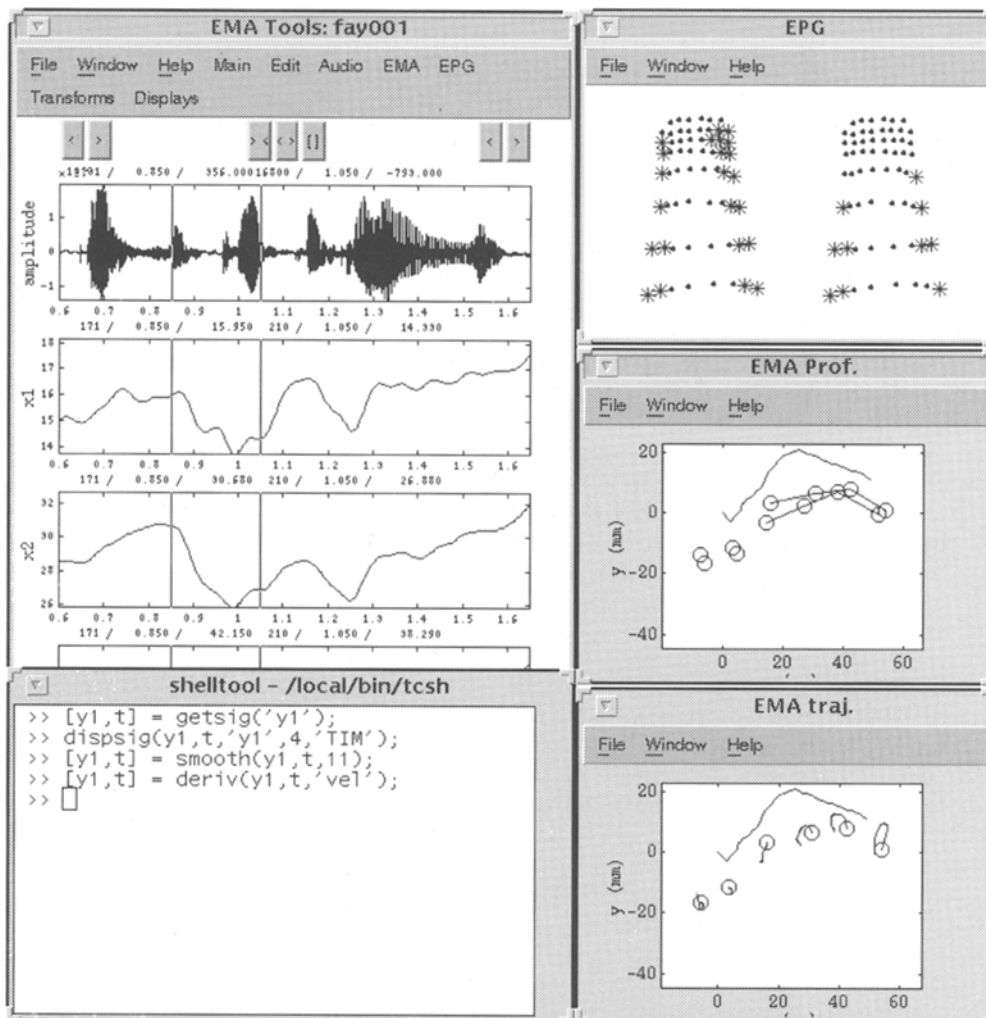 EMA Tools: fay001
File Window Help Main Edit Audio EMA EPG
Transforms Displays
< > > < < > [] < >
/ 0.850 / 356.000 16800 / 1.050 / -793.000
amplitude
1
0
-1
0.6 0.7 0.8 0.9 1 1.1 1.2 1.3 1.4 1.5 1.6
171 / 0.850 / 15.950 210 / 1.050 / 14.330
x1
18
17
16
15
14
0.6 0.7 0.8 0.9 1 1.1 1.2 1.3 1.4 1.5 1.6
171 / 0.850 / 30.680 210 / 1.050 / 26.880
x2
32
30
28
26
0.6 0.7 0.8 0.9 1 1.1 1.2 1.3 1.4 1.5 1.6
171 / 0.850 / 42.150 210 / 1.050 / 38.290
shelltool - /local/bin/tcsh
>> [y1,t] = getsig('y1');
>> dispsig(y1,t,'y1',4,'TIM');
>> [y1,t] = smooth(y1,t,11);
>> [y1,t] = deriv(y1,t,'vel');
>>
EPG
File Window Help
EMA Prof.
File Window Help
y (mm)
20
0
-20
-40
0 20 40 60
EMA traj.
File Window Help
y (mm)
20
0
-20
-40
0 20 40 60